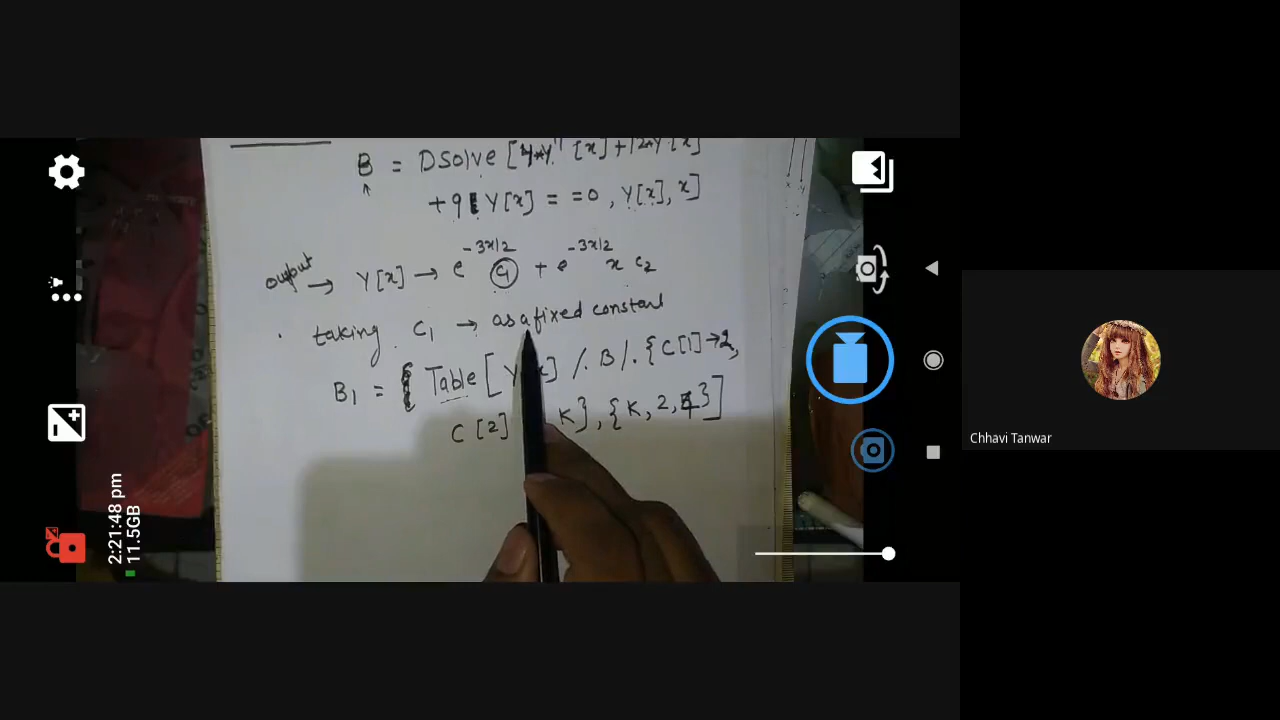 B = DSolve [4*Y'' [x] + 12*Y' [x]
+9 Y[x] = =0 , Y[x], x]
output → Y[x] → e^-3x/2 C1 + e^-3x/2 x C2
taking C1 → as a fixed constant
B1 = { Table [ Y[x] /. B /. {C[1]→2,
C [2] K}, {K, 2, 4}]
2:21:48 pm
11.5GB
Chhavi Tanwar